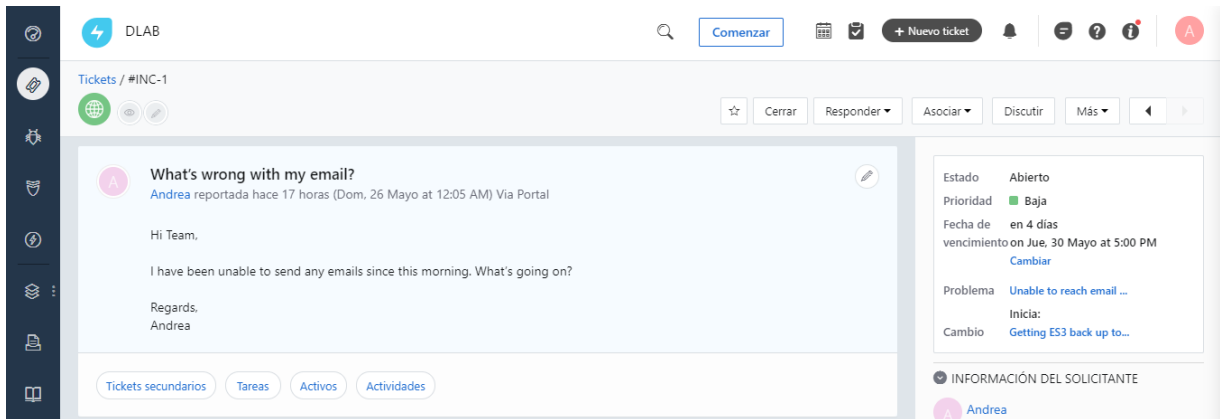 DLAB
Comenzar
+ Nuevo ticket
A
Tickets / #INC-1
Cerrar
Responder
Asociar
Discutir
Más
A
What's wrong with my email?
Andrea reportada hace 17 horas (Dom, 26 Mayo at 12:05 AM) Via Portal
Hi Team,
I have been unable to send any emails since this morning. What's going on?
Regards,
Andrea
Tickets secundarios
Tareas
Activos
Actividades
Estado Abierto
Prioridad Baja
Fecha de en 4 días
vencimiento on Jue, 30 Mayo at 5:00 PM
Cambiar
Problema Unable to reach email ...
Inicia:
Cambio Getting ES3 back up to...
INFORMACIÓN DEL SOLICITANTE
A
Andrea